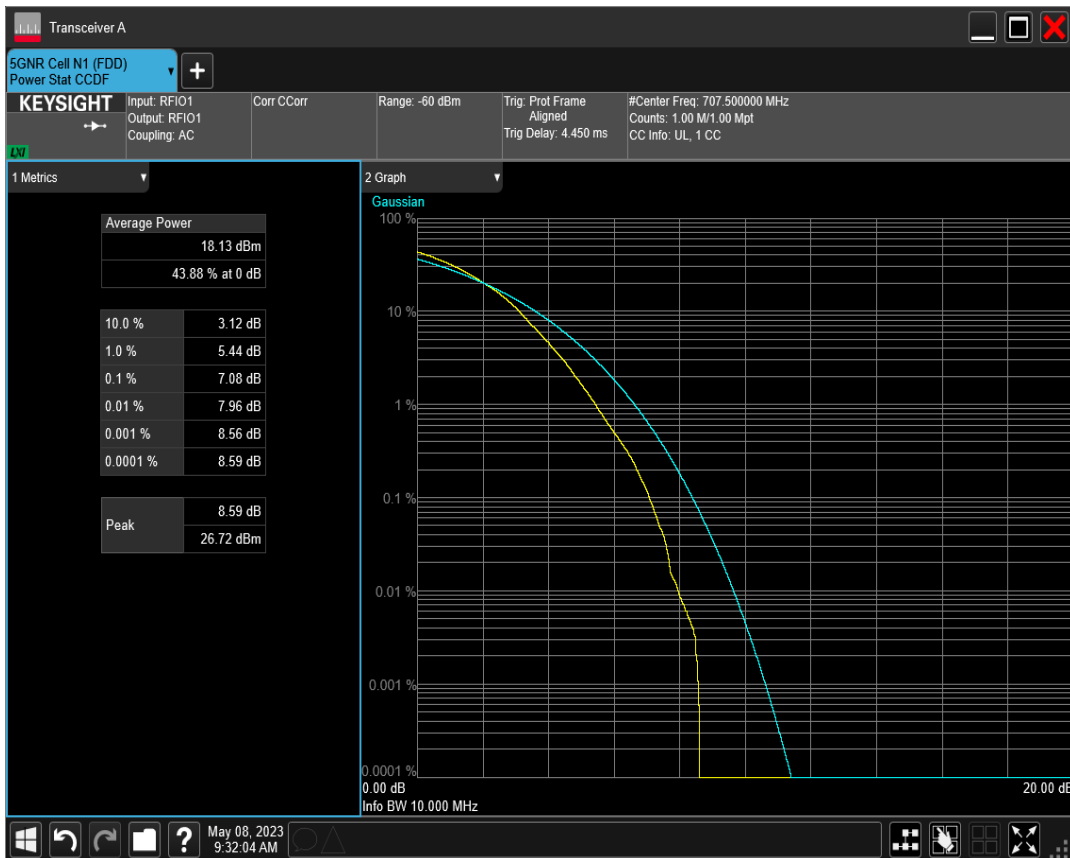 Transceiver A
5GNR Cell N1 (FDD)
Power Stat CCDF
+
KEYSIGHT
LXI
Input: RFIO1
Output: RFIO1
Coupling: AC
Corr CCorr
Range: -60 dBm
Trig: Prot Frame
Aligned
Trig Delay: 4.450 ms
#Center Freq: 707.500000 MHz
Counts: 1.00 M/1.00 Mpt
CC Info: UL, 1 CC
1 Metrics
Average Power
18.13 dBm
43.88 % at 0 dB
10.0 % 3.12 dB
1.0 % 5.44 dB
0.1 % 7.08 dB
0.01 % 7.96 dB
0.001 % 8.56 dB
0.0001 % 8.59 dB
Peak
8.59 dB
26.72 dBm
2 Graph
Gaussian
100 %
10 %
1 %
0.1 %
0.01 %
0.001 %
0.0001 %
0.00 dB 20.00 dB
Info BW 10.000 MHz
?
May 08, 2023
9:32:04 AM